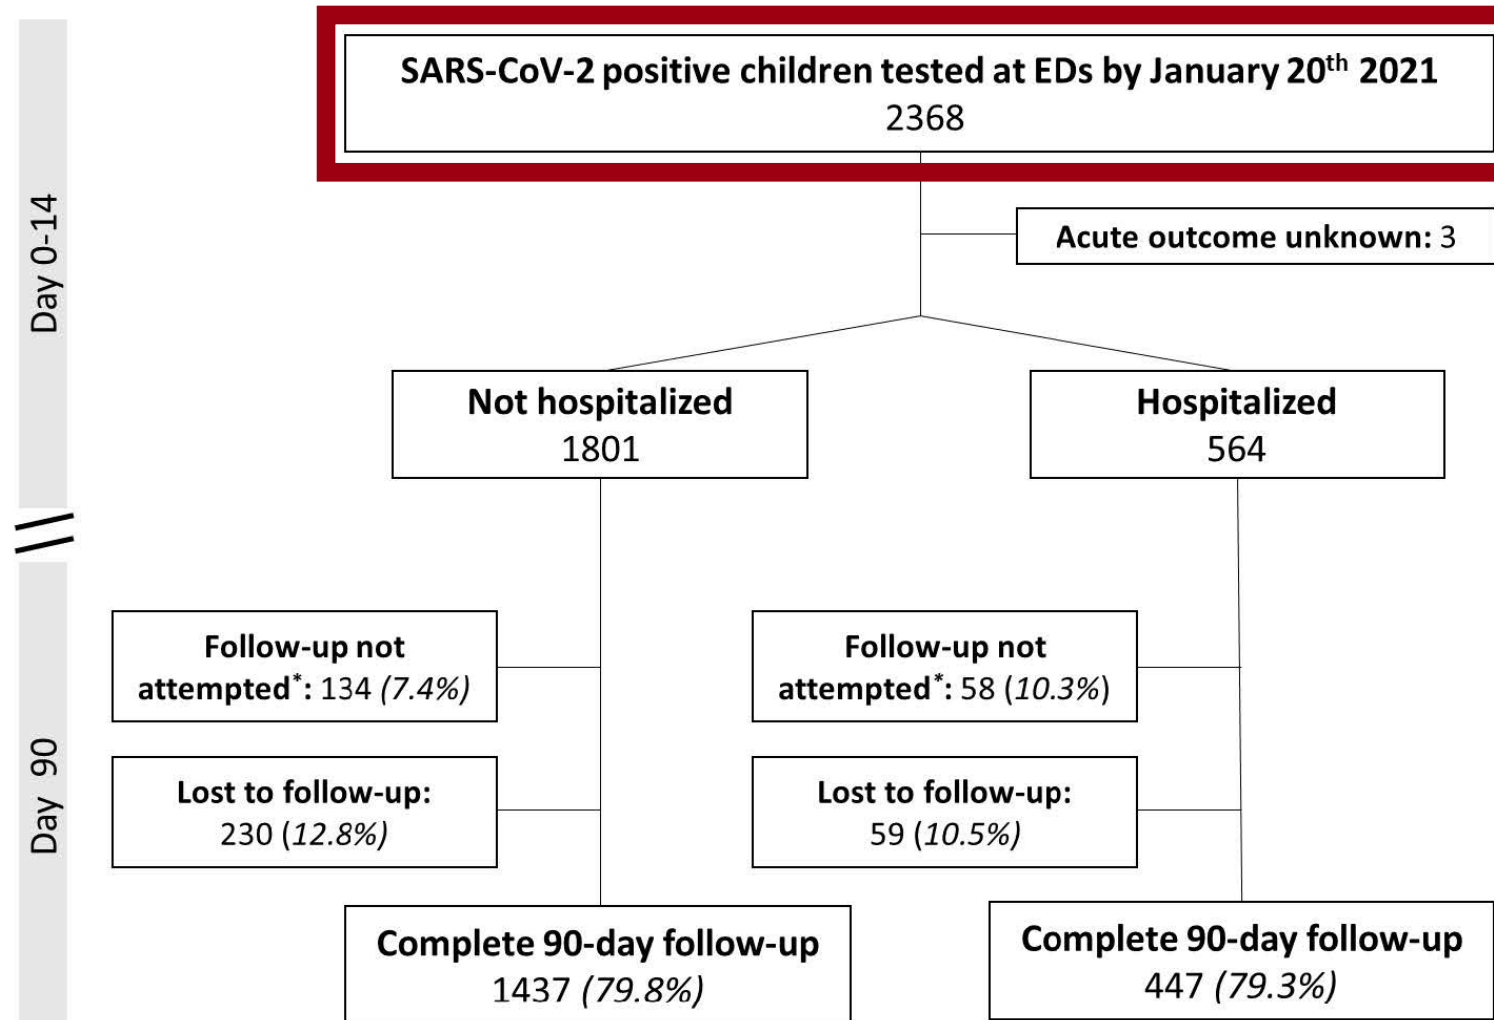 SARS-CoV-2 positive children tested at EDs by January 20th 2021
2368
Day 0-14
Acute outcome unknown: 3
Not hospitalized
1801
Hospitalized
564
Day 90
Follow-up not
attempted*: 134 (7.4%)
Follow-up not
attempted*: 58 (10.3%)
Lost to follow-up:
230 (12.8%)
Lost to follow-up:
59 (10.5%)
Complete 90-day follow-up
1437 (79.8%)
Complete 90-day follow-up
447 (79.3%)